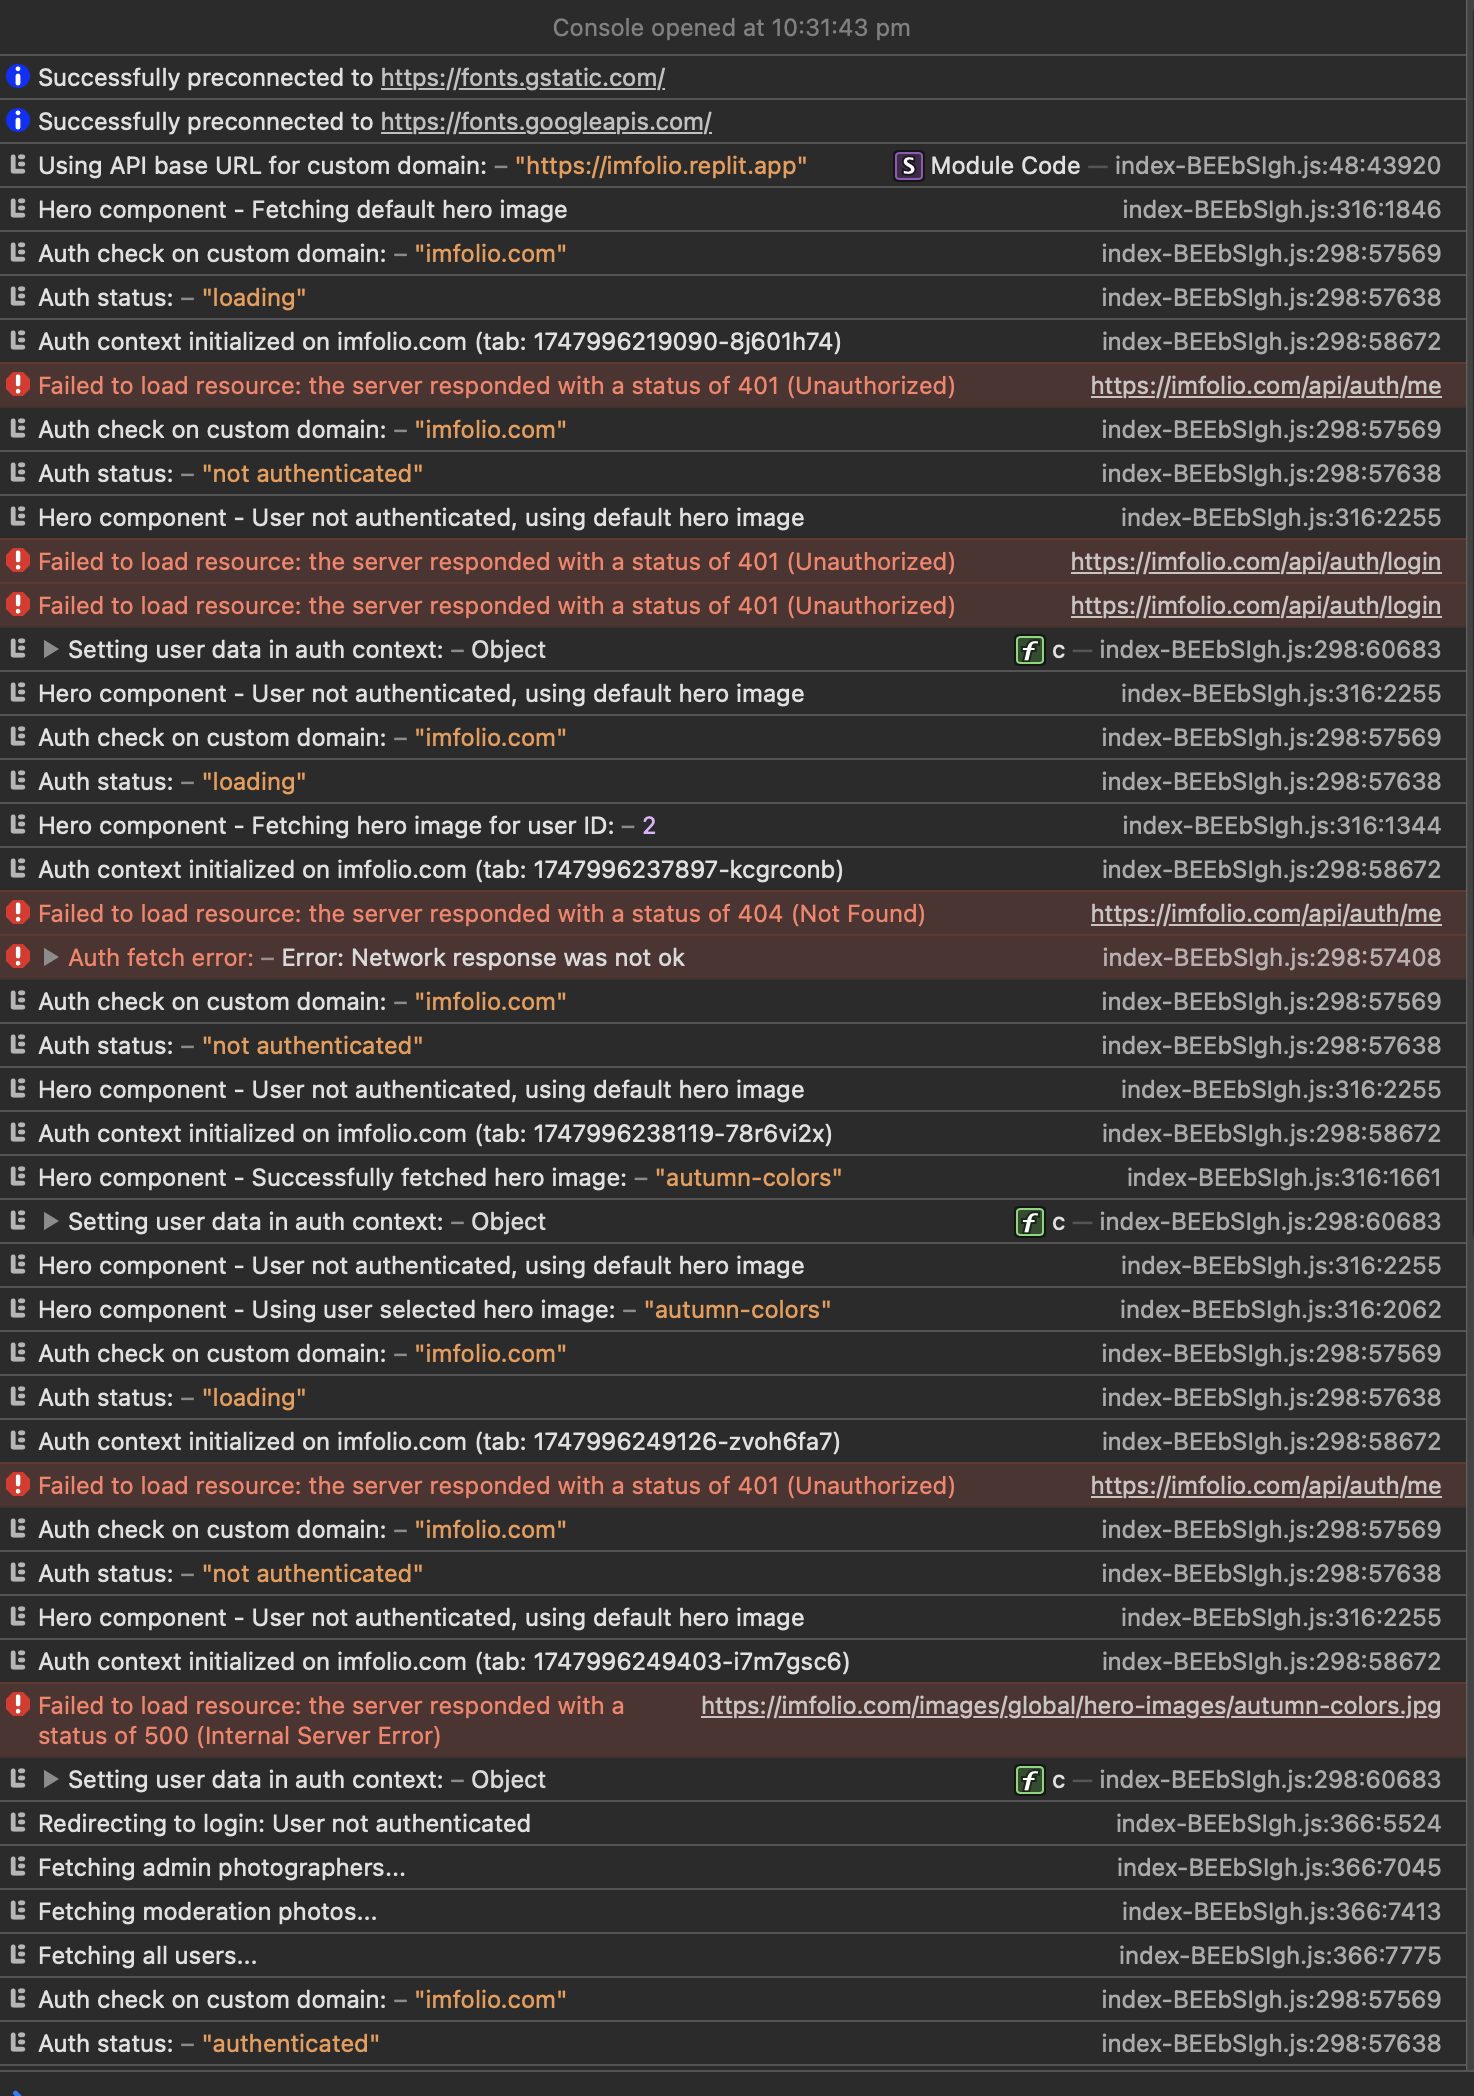 Console opened at 10:31:43 pm
Successfully preconnected to https://fonts.gstatic.com/
Successfully preconnected to https://fonts.googleapis.com/
Using API base URL for custom domain: – "https://imfolio.replit.app" S Module Code — index-BEEbSIgh.js:48:43920
Hero component - Fetching default hero image index-BEEbSIgh.js:316:1846
Auth check on custom domain: – "imfolio.com" index-BEEbSIgh.js:298:57569
Auth status: – "loading" index-BEEbSIgh.js:298:57638
Auth context initialized on imfolio.com (tab: 1747996219090-8j601h74) index-BEEbSIgh.js:298:58672
Failed to load resource: the server responded with a status of 401 (Unauthorized) https://imfolio.com/api/auth/me
Auth check on custom domain: – "imfolio.com" index-BEEbSIgh.js:298:57569
Auth status: – "not authenticated" index-BEEbSIgh.js:298:57638
Hero component - User not authenticated, using default hero image index-BEEbSIgh.js:316:2255
Failed to load resource: the server responded with a status of 401 (Unauthorized) https://imfolio.com/api/auth/login
Failed to load resource: the server responded with a status of 401 (Unauthorized) https://imfolio.com/api/auth/login
Setting user data in auth context: – Object f c — index-BEEbSIgh.js:298:60683
Hero component - User not authenticated, using default hero image index-BEEbSIgh.js:316:2255
Auth check on custom domain: – "imfolio.com" index-BEEbSIgh.js:298:57569
Auth status: – "loading" index-BEEbSIgh.js:298:57638
Hero component - Fetching hero image for user ID: – 2 index-BEEbSIgh.js:316:1344
Auth context initialized on imfolio.com (tab: 1747996237897-kcgrconb) index-BEEbSIgh.js:298:58672
Failed to load resource: the server responded with a status of 404 (Not Found) https://imfolio.com/api/auth/me
Auth fetch error: – Error: Network response was not ok index-BEEbSIgh.js:298:57408
Auth check on custom domain: – "imfolio.com" index-BEEbSIgh.js:298:57569
Auth status: – "not authenticated" index-BEEbSIgh.js:298:57638
Hero component - User not authenticated, using default hero image index-BEEbSIgh.js:316:2255
Auth context initialized on imfolio.com (tab: 1747996238119-78r6vi2x) index-BEEbSIgh.js:298:58672
Hero component - Successfully fetched hero image: – "autumn-colors" index-BEEbSIgh.js:316:1661
Setting user data in auth context: – Object f c — index-BEEbSIgh.js:298:60683
Hero component - User not authenticated, using default hero image index-BEEbSIgh.js:316:2255
Hero component - Using user selected hero image: – "autumn-colors" index-BEEbSIgh.js:316:2062
Auth check on custom domain: – "imfolio.com" index-BEEbSIgh.js:298:57569
Auth status: – "loading" index-BEEbSIgh.js:298:57638
Auth context initialized on imfolio.com (tab: 1747996249126-zvoh6fa7) index-BEEbSIgh.js:298:58672
Failed to load resource: the server responded with a status of 401 (Unauthorized) https://imfolio.com/api/auth/me
Auth check on custom domain: – "imfolio.com" index-BEEbSIgh.js:298:57569
Auth status: – "not authenticated" index-BEEbSIgh.js:298:57638
Hero component - User not authenticated, using default hero image index-BEEbSIgh.js:316:2255
Auth context initialized on imfolio.com (tab: 1747996249403-i7m7gsc6) index-BEEbSIgh.js:298:58672
Failed to load resource: the server responded with a https://imfolio.com/images/global/hero-images/autumn-colors.jpg
status of 500 (Internal Server Error)
Setting user data in auth context: – Object f c — index-BEEbSIgh.js:298:60683
Redirecting to login: User not authenticated index-BEEbSIgh.js:366:5524
Fetching admin photographers... index-BEEbSIgh.js:366:7045
Fetching moderation photos... index-BEEbSIgh.js:366:7413
Fetching all users... index-BEEbSIgh.js:366:7775
Auth check on custom domain: – "imfolio.com" index-BEEbSIgh.js:298:57569
Auth status: – "authenticated" index-BEEbSIgh.js:298:57638